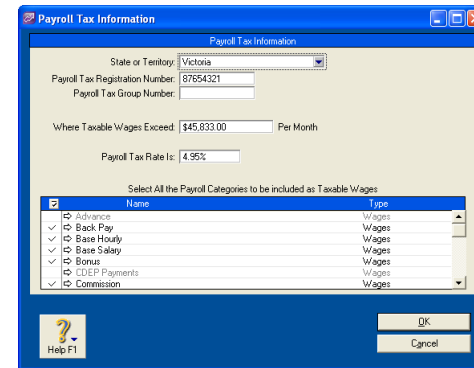 Payroll Tax Information
Payroll Tax Information
State or Territory: Victoria
Payroll Tax Registration Number: 87654321
Payroll Tax Group Number:
Where Taxable Wages Exceed: $45,833.00 Per Month
Payroll Tax Rate Is: 4.95%
Select All the Payroll Categories to be included as Taxable Wages
Name Type
Advance Wages
Back Pay Wages
Base Hourly Wages
Base Salary Wages
Bonus Wages
CDEP Payments Wages
Commission Wages
OK
Help F1 Cancel